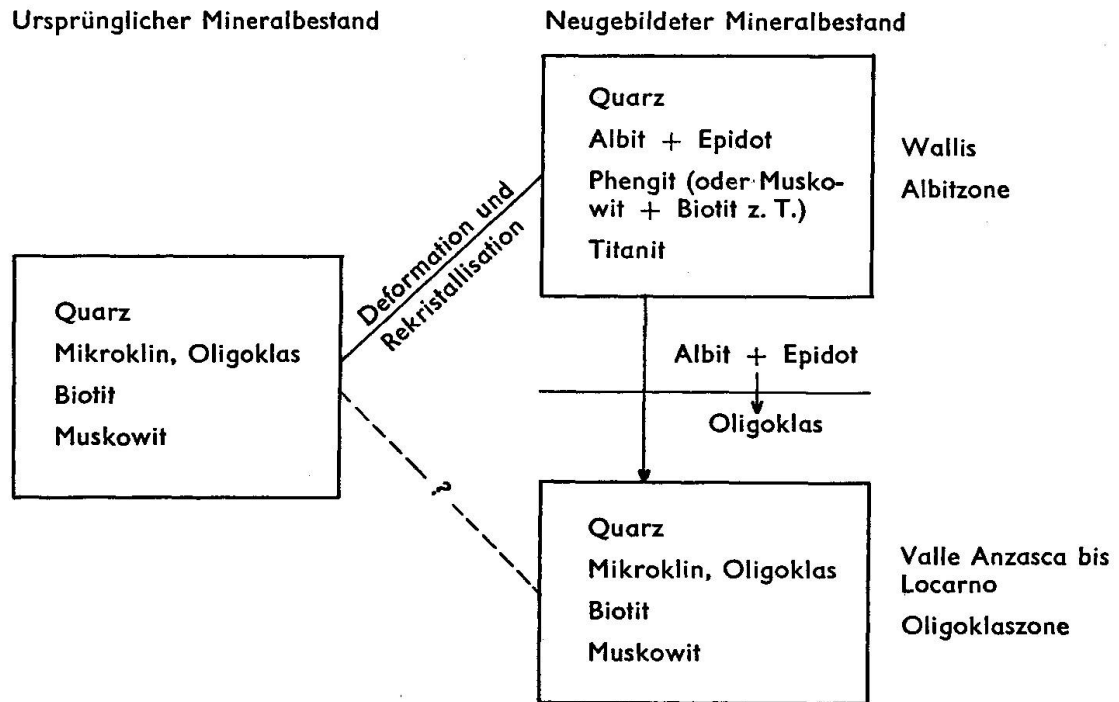 Ursprünglicher Mineralbestand
Neugebildeter Mineralbestand
Quarz
Albit + Epidot
Phengit (oder Musko-
wit + Biotit z. T.)
Titanit
Wallis
Albitzone
Deformation und
Rekristallisation
Quarz
Mikroklin, Oligoklas
Biotit
Muskowit
Albit + Epidot
Oligoklas
?
Quarz
Mikroklin, Oligoklas
Biotit
Muskowit
Valle Anzasca bis
Locarno
Oligoklaszone